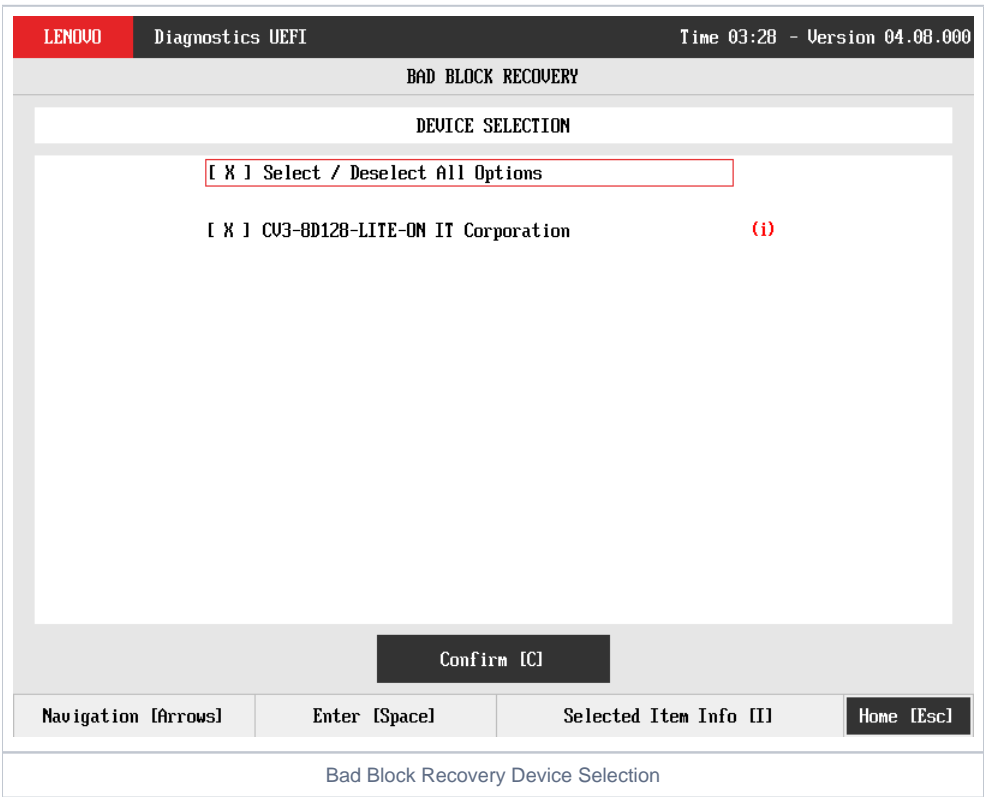 LENOVO Diagnostics UEFI Time 03:28 - Version 04.08.000
BAD BLOCK RECOVERY
DEVICE SELECTION
[ X ] Select / Deselect All Options
[ X ] CV3-8D128-LITE-ON IT Corporation (i)
Confirm [C]
Navigation [Arrows] Enter [Space] Selected Item Info [I] Home [Esc]
Bad Block Recovery Device Selection